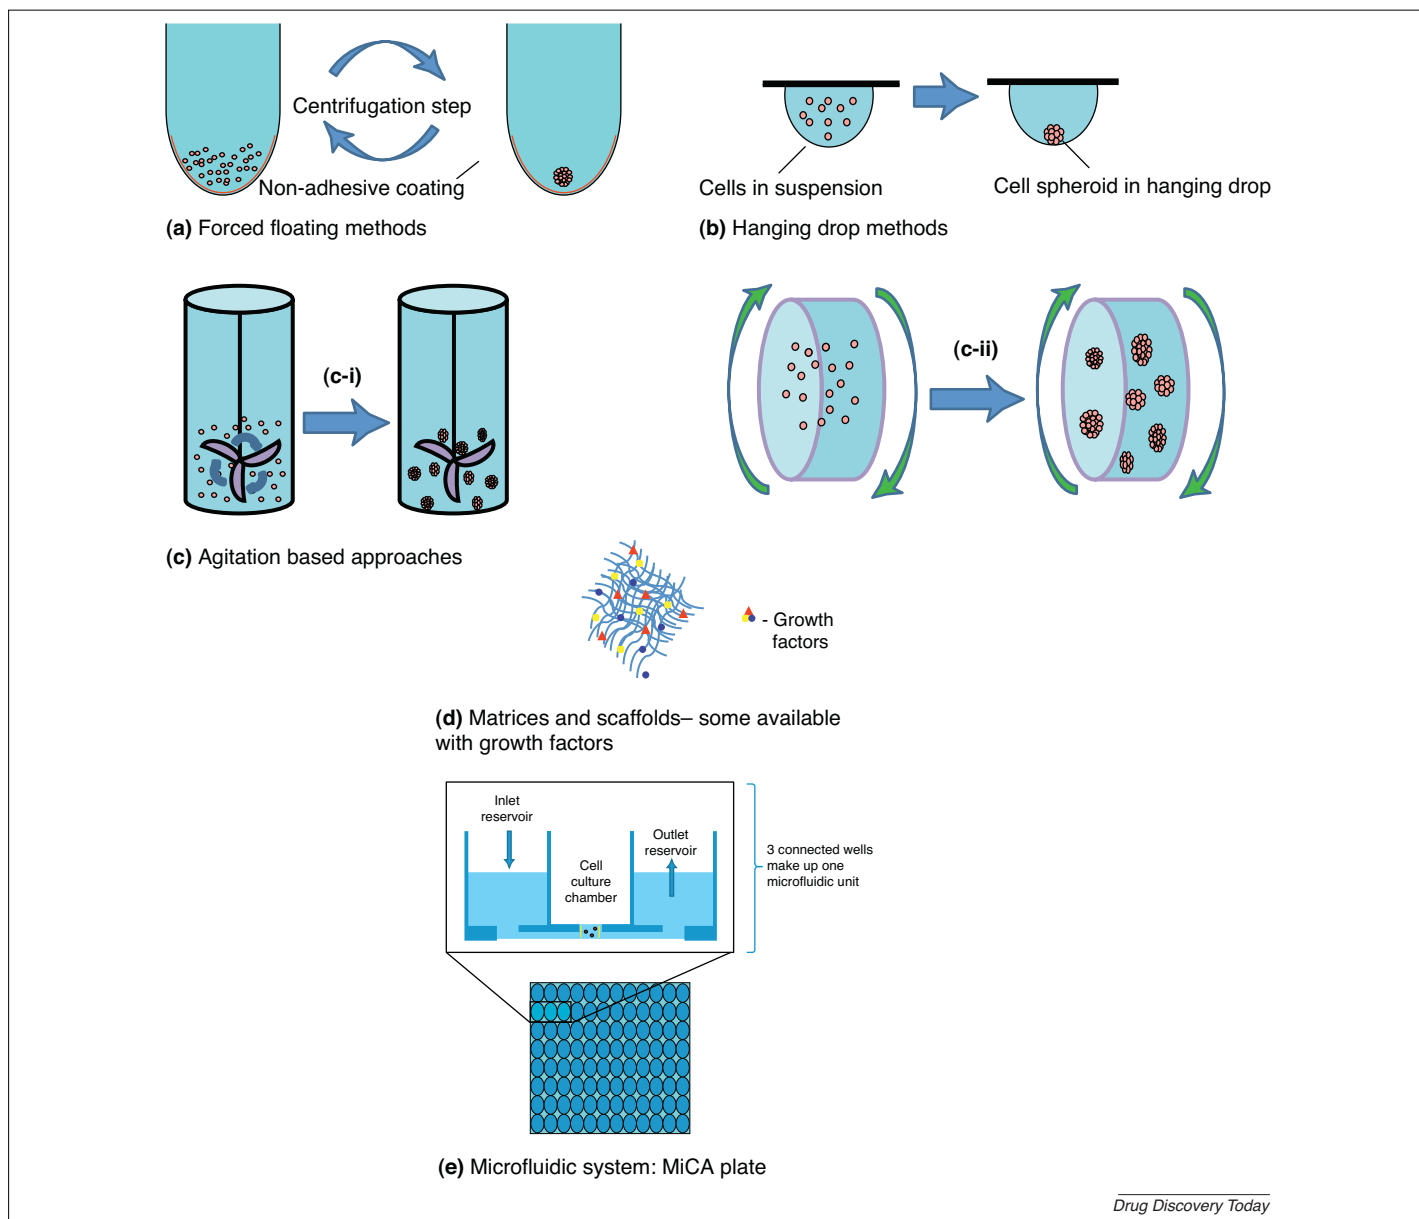 Centrifugation step
Non-adhesive coating
(a) Forced floating methods
Cells in suspension
Cell spheroid in hanging drop
(b) Hanging drop methods
(c-i)
(c-ii)
(c) Agitation based approaches
- Growth
factors
(d) Matrices and scaffolds– some available
with growth factors
Inlet
reservoir
Cell
culture
chamber
Outlet
reservoir
3 connected wells
make up one
microfluidic unit
(e) Microfluidic system: MiCA plate
Drug Discovery Today